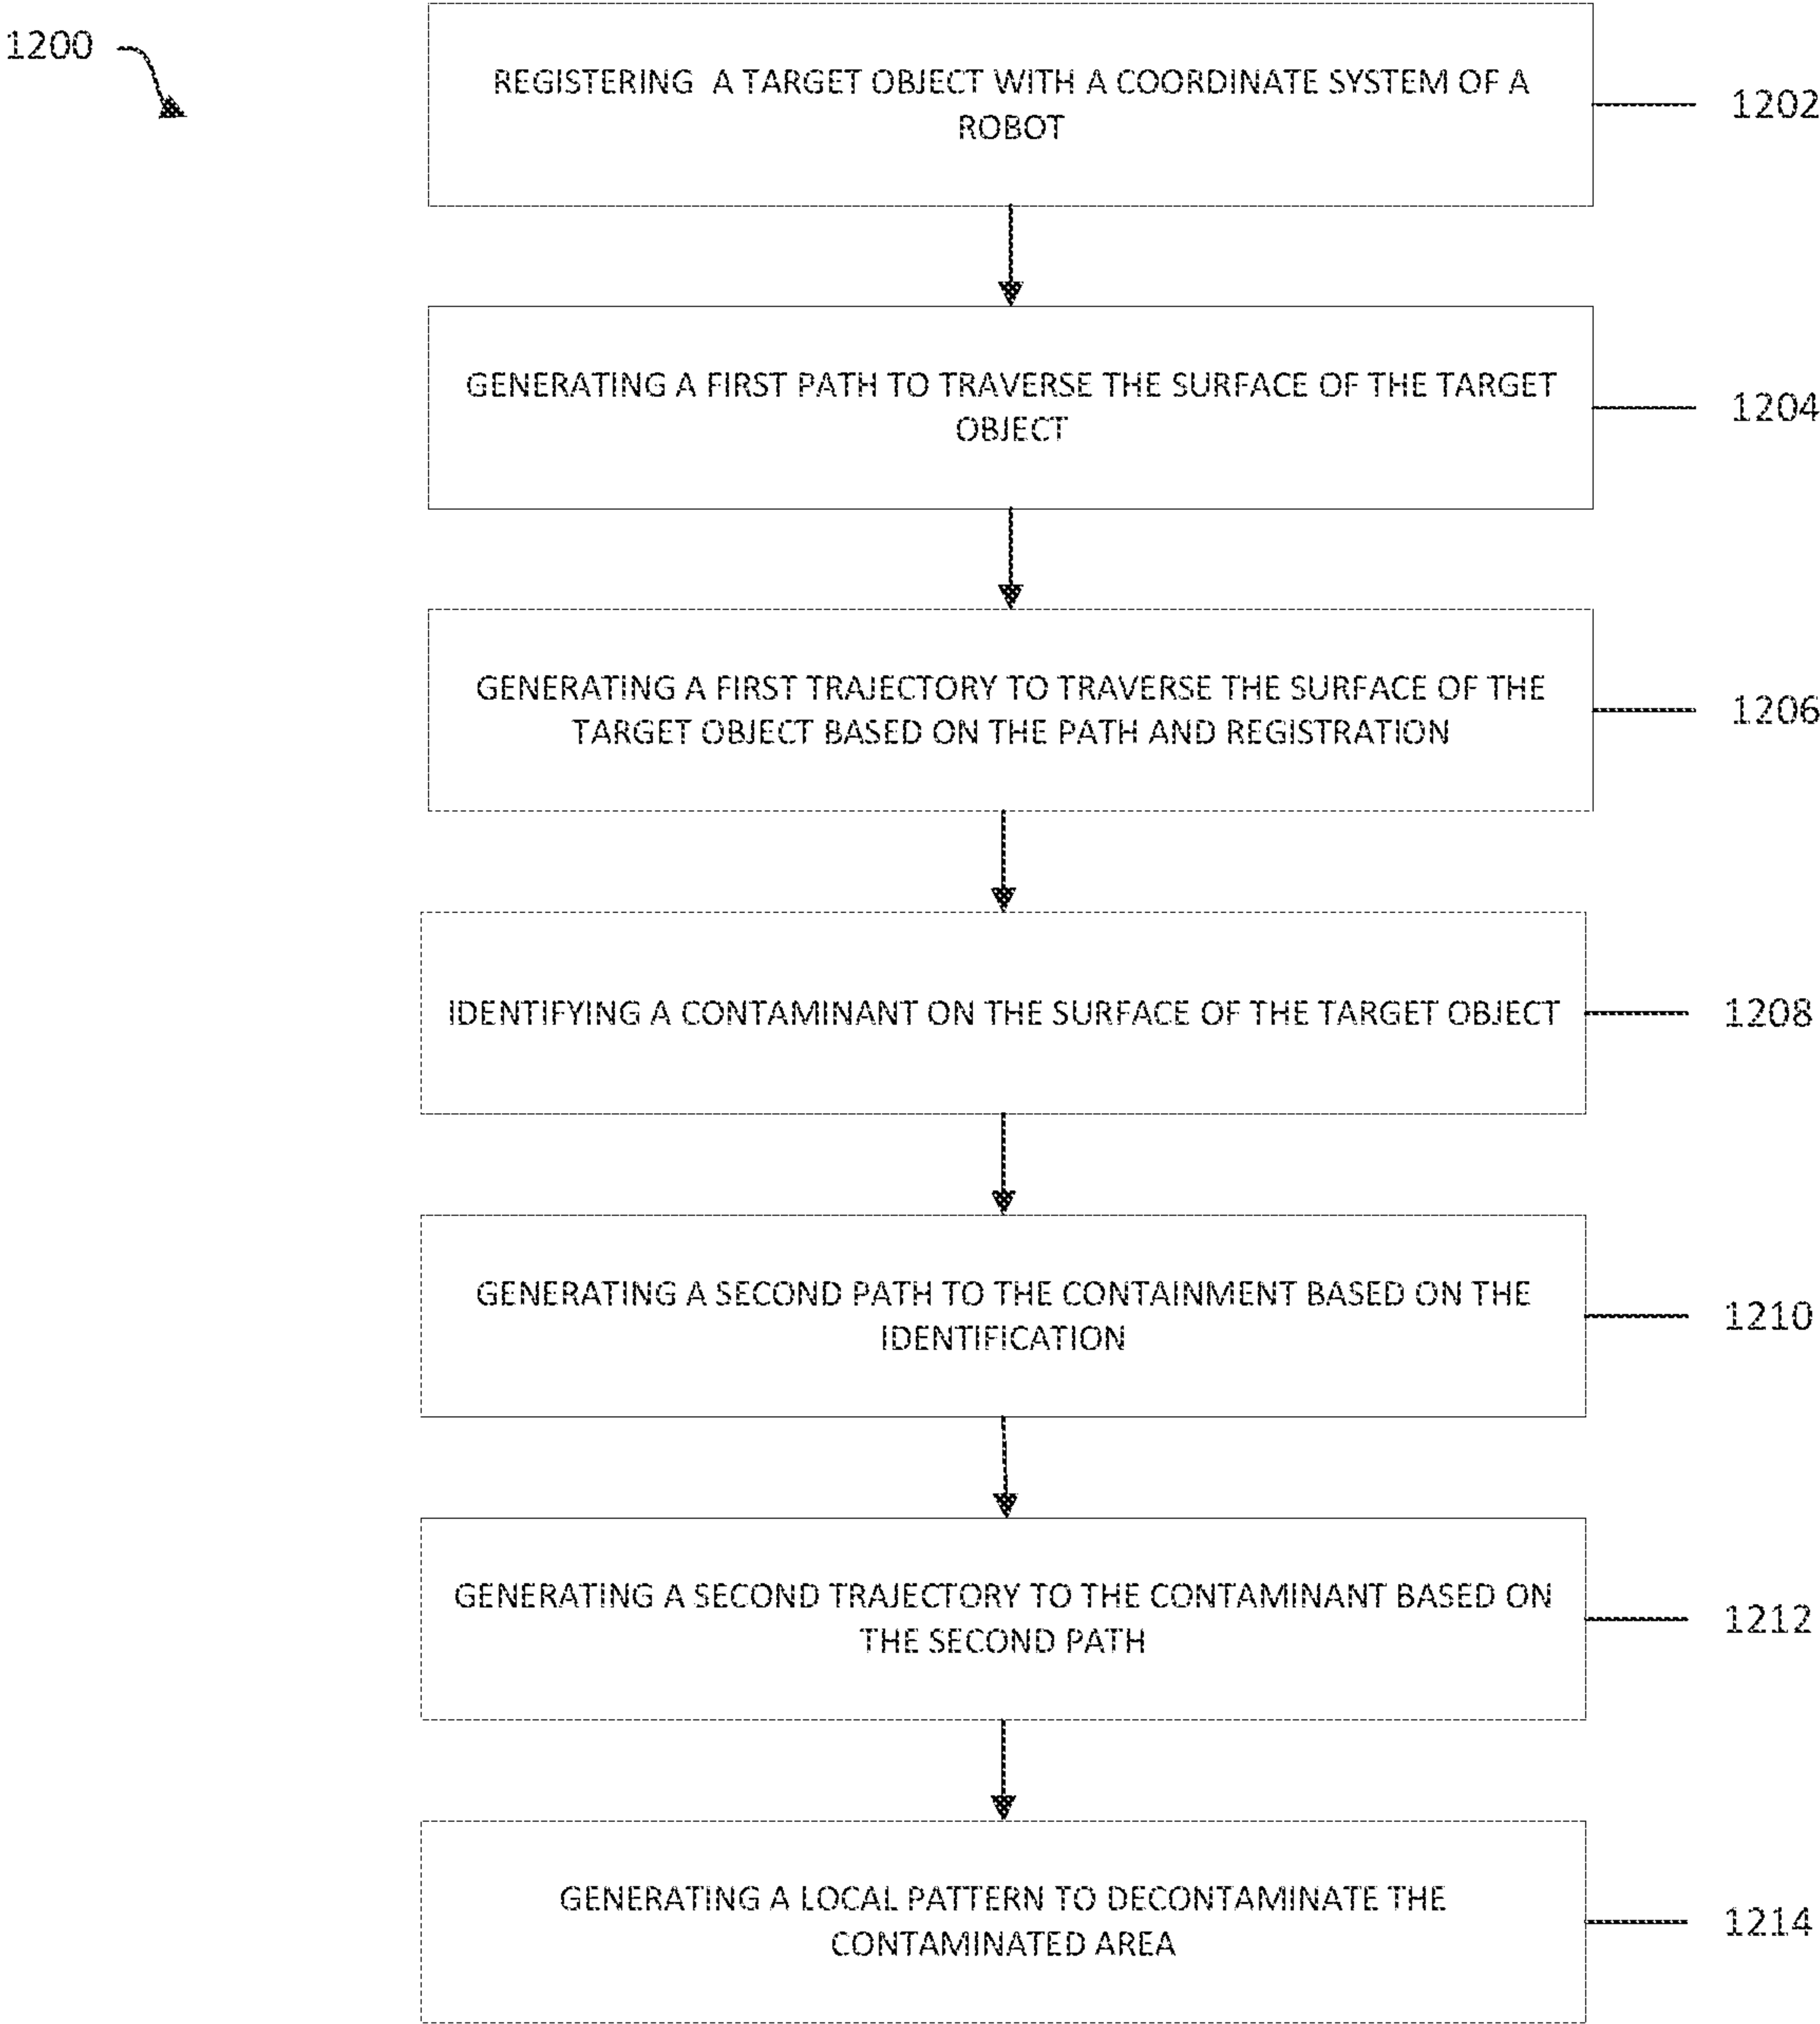 1200
REGISTERING A TARGET OBJECT WITH A COORDINATE SYSTEM OF A
ROBOT
1202
GENERATING A FIRST PATH TO TRAVERSE THE SURFACE OF THE TARGET
OBJECT
1204
GENERATING A FIRST TRAJECTORY TO TRAVERSE THE SURFACE OF THE
TARGET OBJECT BASED ON THE PATH AND REGISTRATION
1206
IDENTIFYING A CONTAMINANT ON THE SURFACE OF THE TARGET OBJECT
1208
GENERATING A SECOND PATH TO THE CONTAINMENT BASED ON THE
IDENTIFICATION
1210
GENERATING A SECOND TRAJECTORY TO THE CONTAMINANT BASED ON
THE SECOND PATH
1212
GENERATING A LOCAL PATTERN TO DECONTAMINATE THE
CONTAMINATED AREA
1214